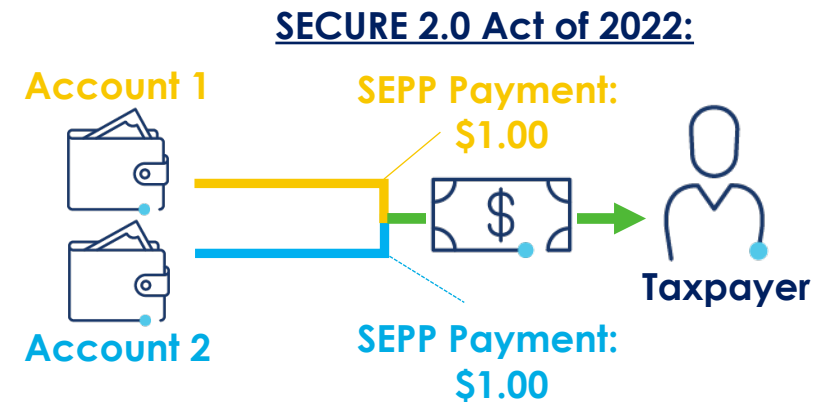 SECURE 2.0 Act of 2022:
Account 1
SEPP Payment:
$1.00
$
Taxpayer
Account 2
SEPP Payment:
$1.00